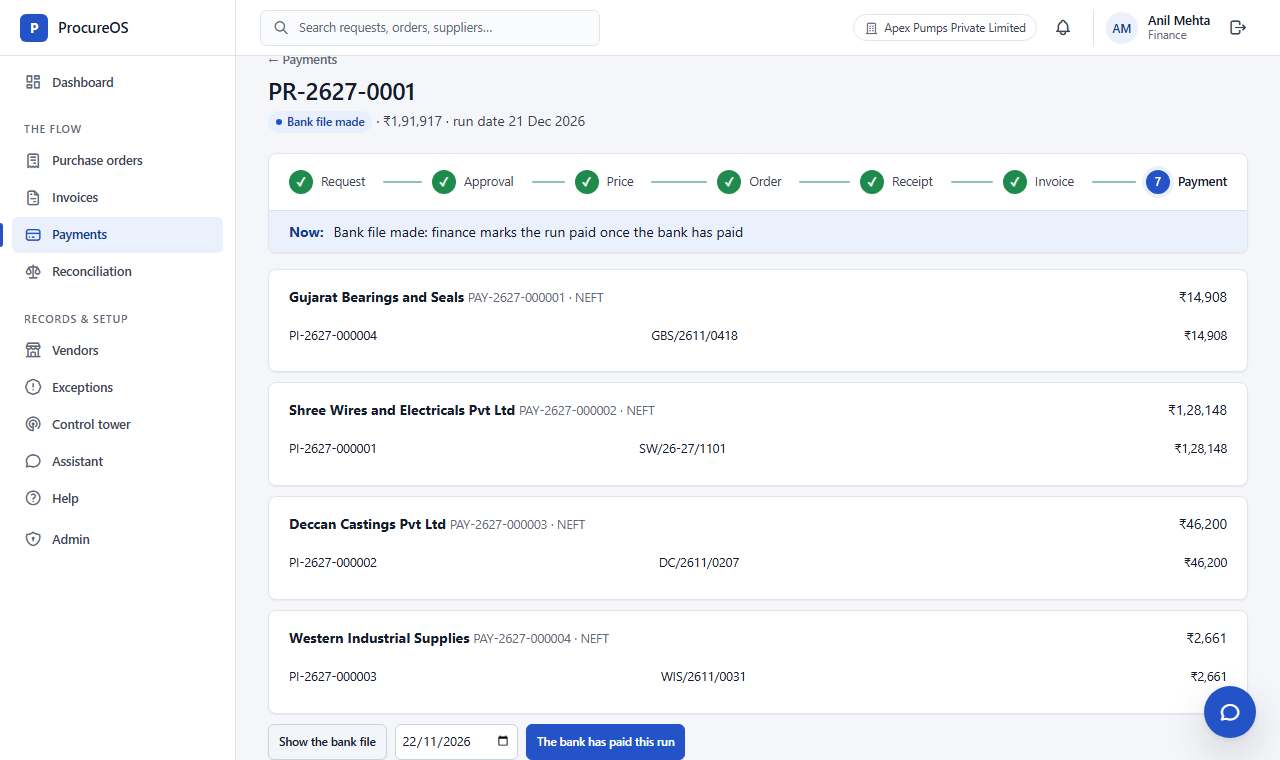 P ProcureOS
Search requests, orders, suppliers...
Apex Pumps Private Limited
AM
Anil Mehta
Finance
Dashboard
THE FLOW
Purchase orders
Invoices
Payments
Reconciliation
RECORDS & SETUP
Vendors
Exceptions
Control tower
Assistant
Help
Admin
← Payments
PR-2627-0001
Bank file made · ₹1,91,917 · run date 21 Dec 2026
Request Approval Price Order Receipt Invoice 7 Payment
Now: Bank file made: finance marks the run paid once the bank has paid
Gujarat Bearings and Seals PAY-2627-000001 · NEFT ₹14,908
PI-2627-000004 GBS/2611/0418 ₹14,908
Shree Wires and Electricals Pvt Ltd PAY-2627-000002 · NEFT ₹1,28,148
PI-2627-000001 SW/26-27/1101 ₹1,28,148
Deccan Castings Pvt Ltd PAY-2627-000003 · NEFT ₹46,200
PI-2627-000002 DC/2611/0207 ₹46,200
Western Industrial Supplies PAY-2627-000004 · NEFT ₹2,661
PI-2627-000003 WIS/2611/0031 ₹2,661
Show the bank file 22/11/2026 The bank has paid this run